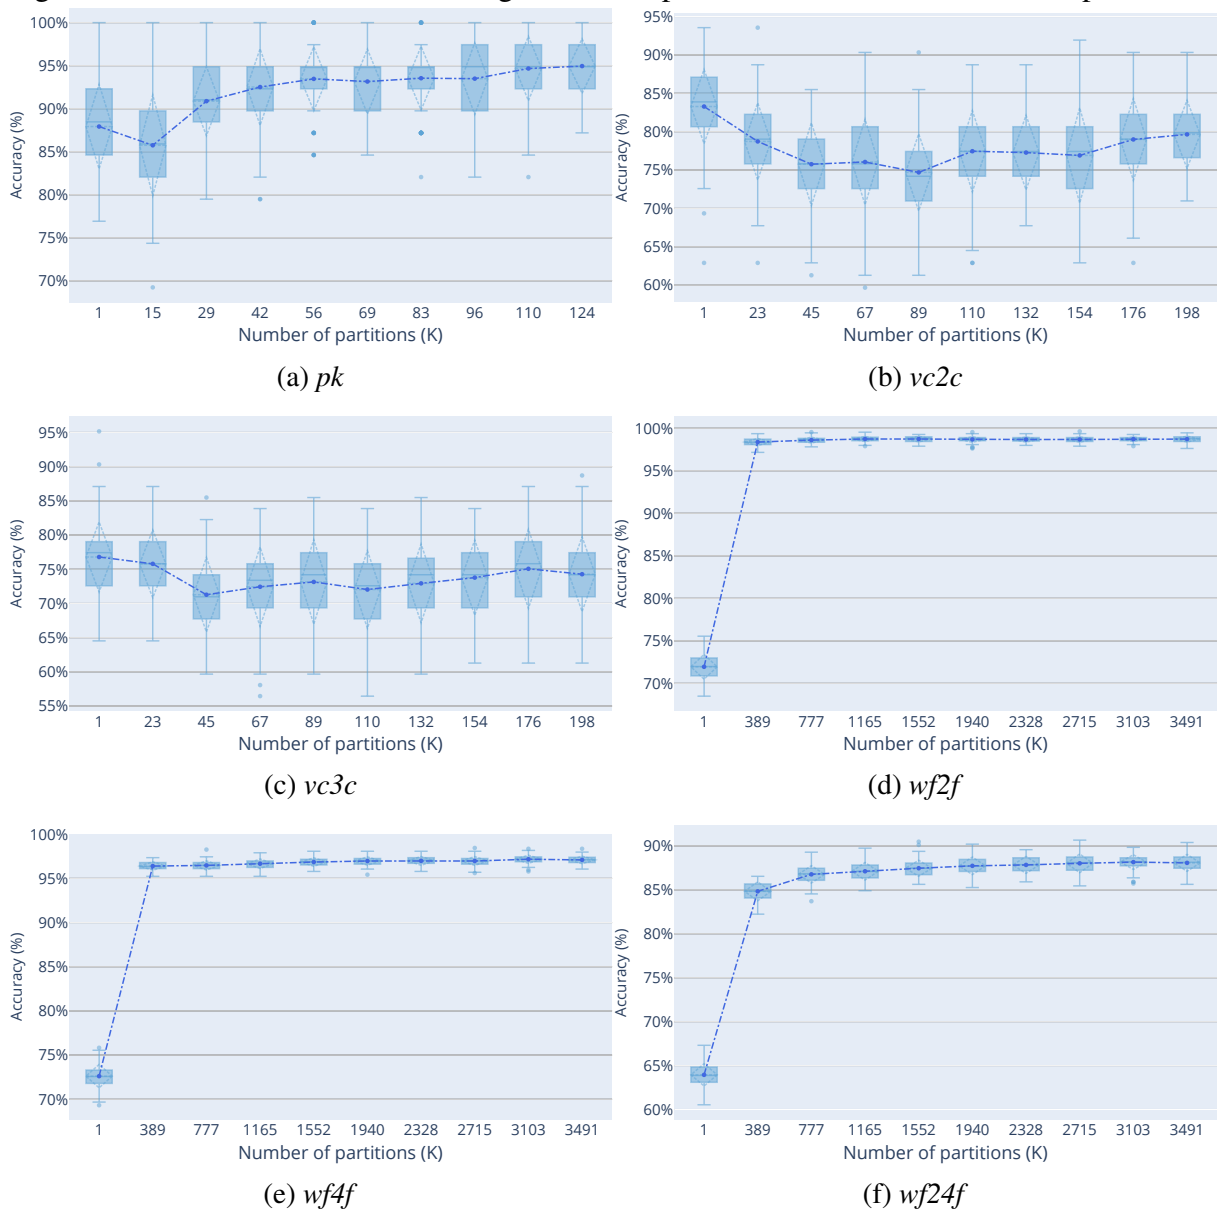 100%
95%
90%
85%
80%
75%
70%
Accuracy (%)
1 15 29 42 56 69 83 96 110 124
Number of partitions (K)
(a) pk
95%
90%
85%
80%
75%
70%
65%
60%
Accuracy (%)
1 23 45 67 89 110 132 154 176 198
Number of partitions (K)
(b) vc2c
95%
90%
85%
80%
75%
70%
65%
60%
55%
Accuracy (%)
1 23 45 67 89 110 132 154 176 198
Number of partitions (K)
(c) vc3c
100%
95%
90%
85%
80%
75%
70%
Accuracy (%)
1 389 777 1165 1552 1940 2328 2715 3103 3491
Number of partitions (K)
(d) wf2f
100%
95%
90%
85%
80%
75%
70%
Accuracy (%)
1 389 777 1165 1552 1940 2328 2715 3103 3491
Number of partitions (K)
(e) wf4f
90%
85%
80%
75%
70%
65%
60%
Accuracy (%)
1 389 777 1165 1552 1940 2328 2715 3103 3491
Number of partitions (K)
(f) wf24f